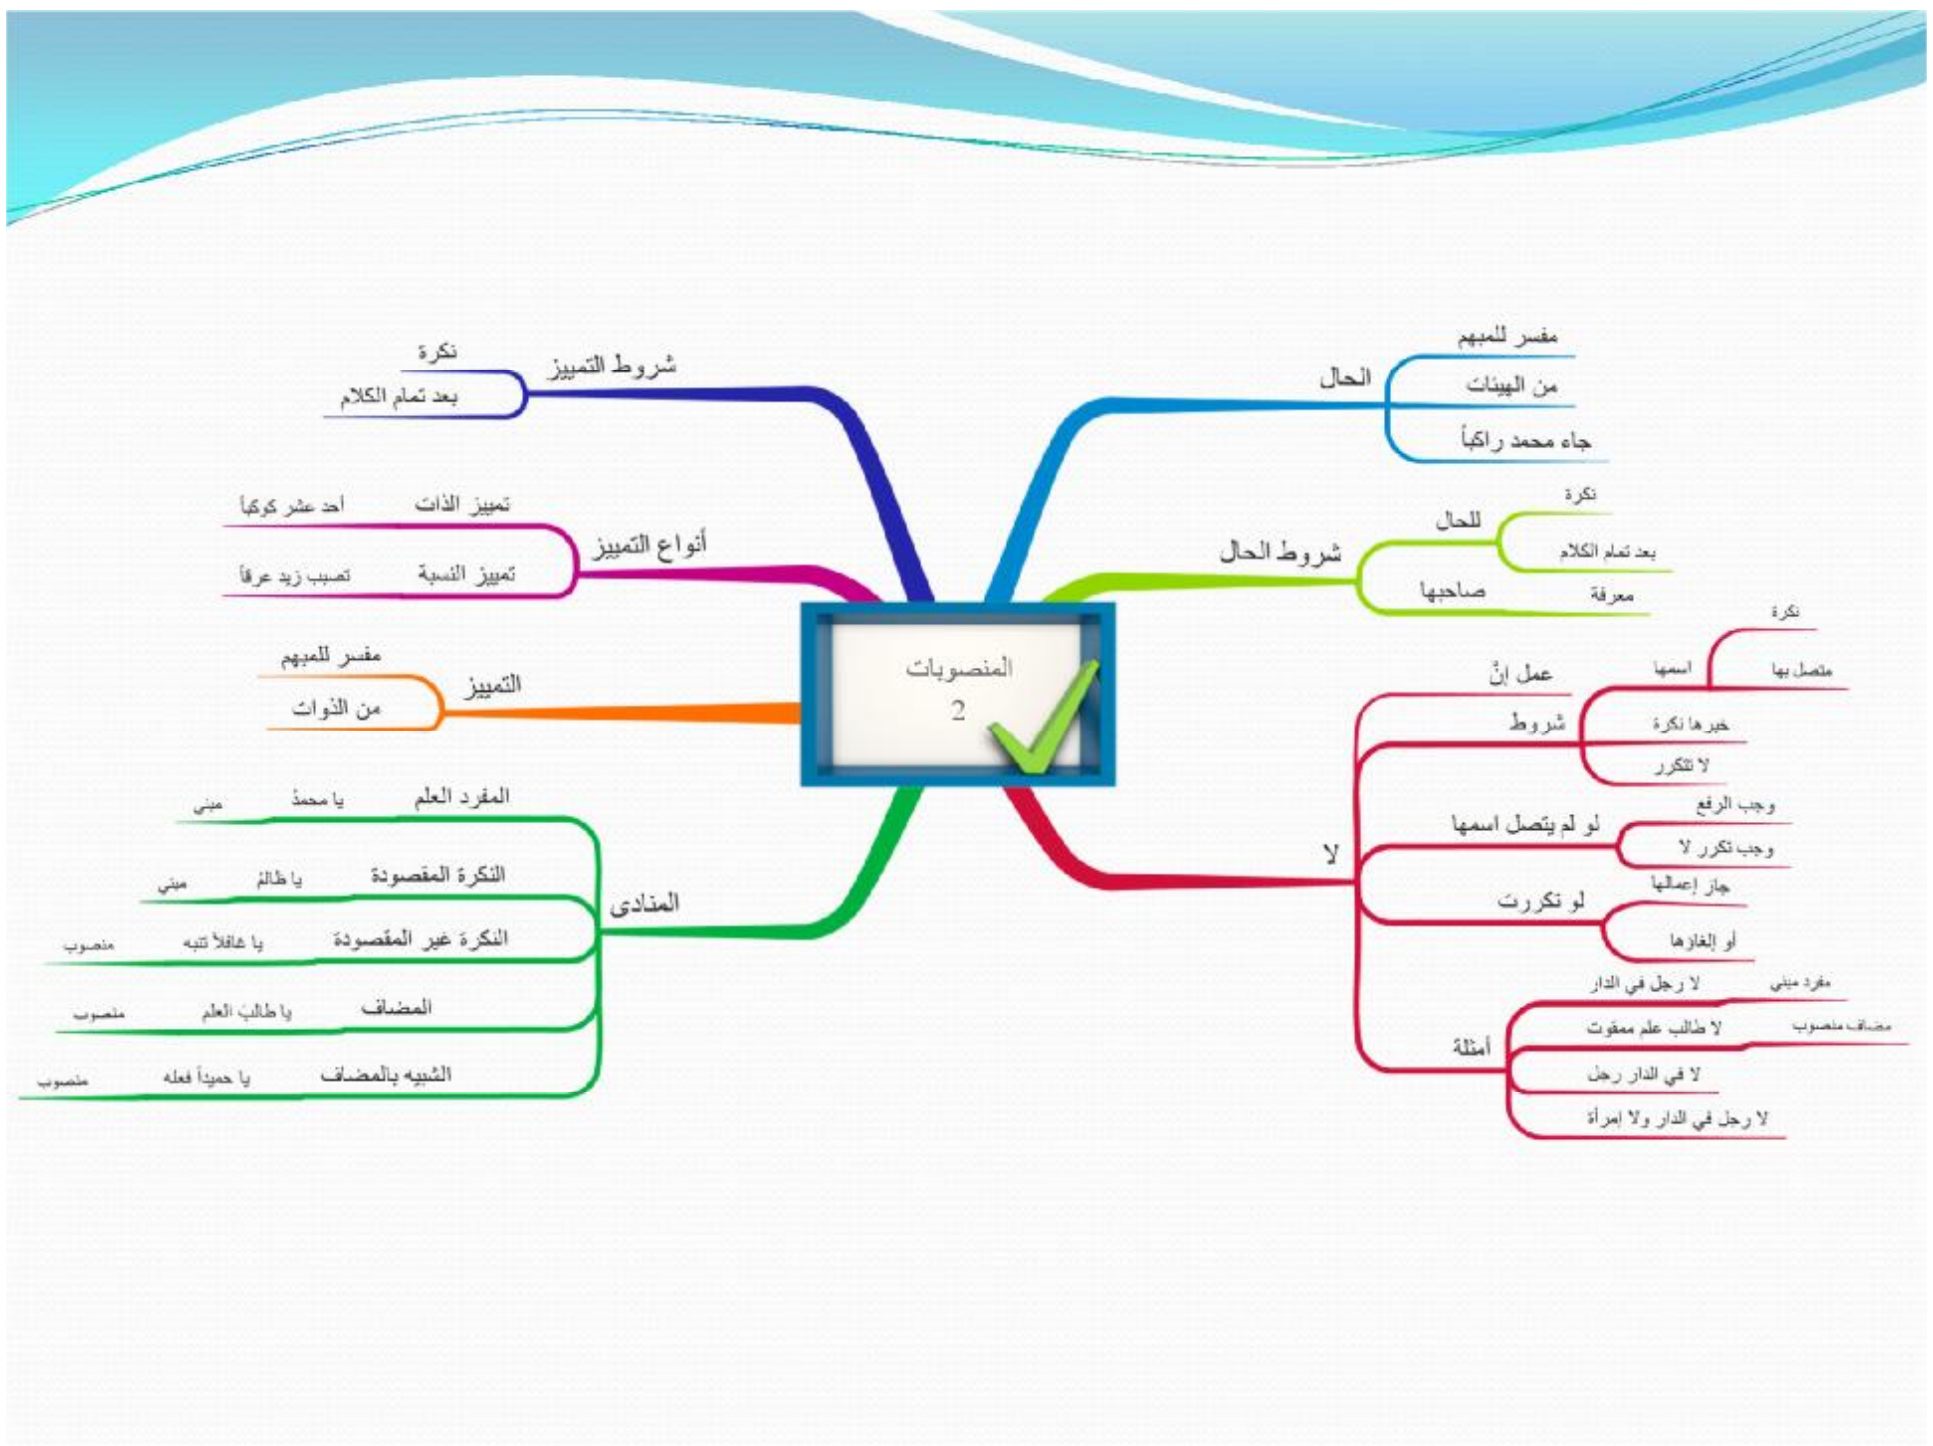 المنصوبات
2
الحال
مفسر للمبهم
من الهيئات
جاء محمد راكباً
شروط الحال
للحال
نكرة
بعد تمام الكلام
صاحبها
معرفة
لا
عمل إنَّ
شروط
اسمها
نكرة
متصل بها
خبرها نكرة
لا تتكرر
لو لم يتصل اسمها
وجب الرفع
وجب تكرر لا
لو تكررت
جاز إعمالها
أو إلغاؤها
أمثلة
لا رجل في الدار
مفرد مبني
لا طالب علم ممقوت
مضاف منصوب
لا في الدار رجل
لا رجل في الدار ولا إمرأة
شروط التمييز
نكرة
بعد تمام الكلام
أنواع التمييز
تمييز الذات
أحد عشر كوكباً
تمييز النسبة
تصبب زيد عرقاً
التمييز
مفسر للمبهم
من الذوات
المنادى
المفرد العلم
يا محمدُ
مبني
النكرة المقصودة
يا ظالمُ
مبني
النكرة غير المقصودة
يا غافلاً تنبه
منصوب
المضاف
يا طالبَ العلم
منصوب
الشبيه بالمضاف
يا حميداً فعله
منصوب